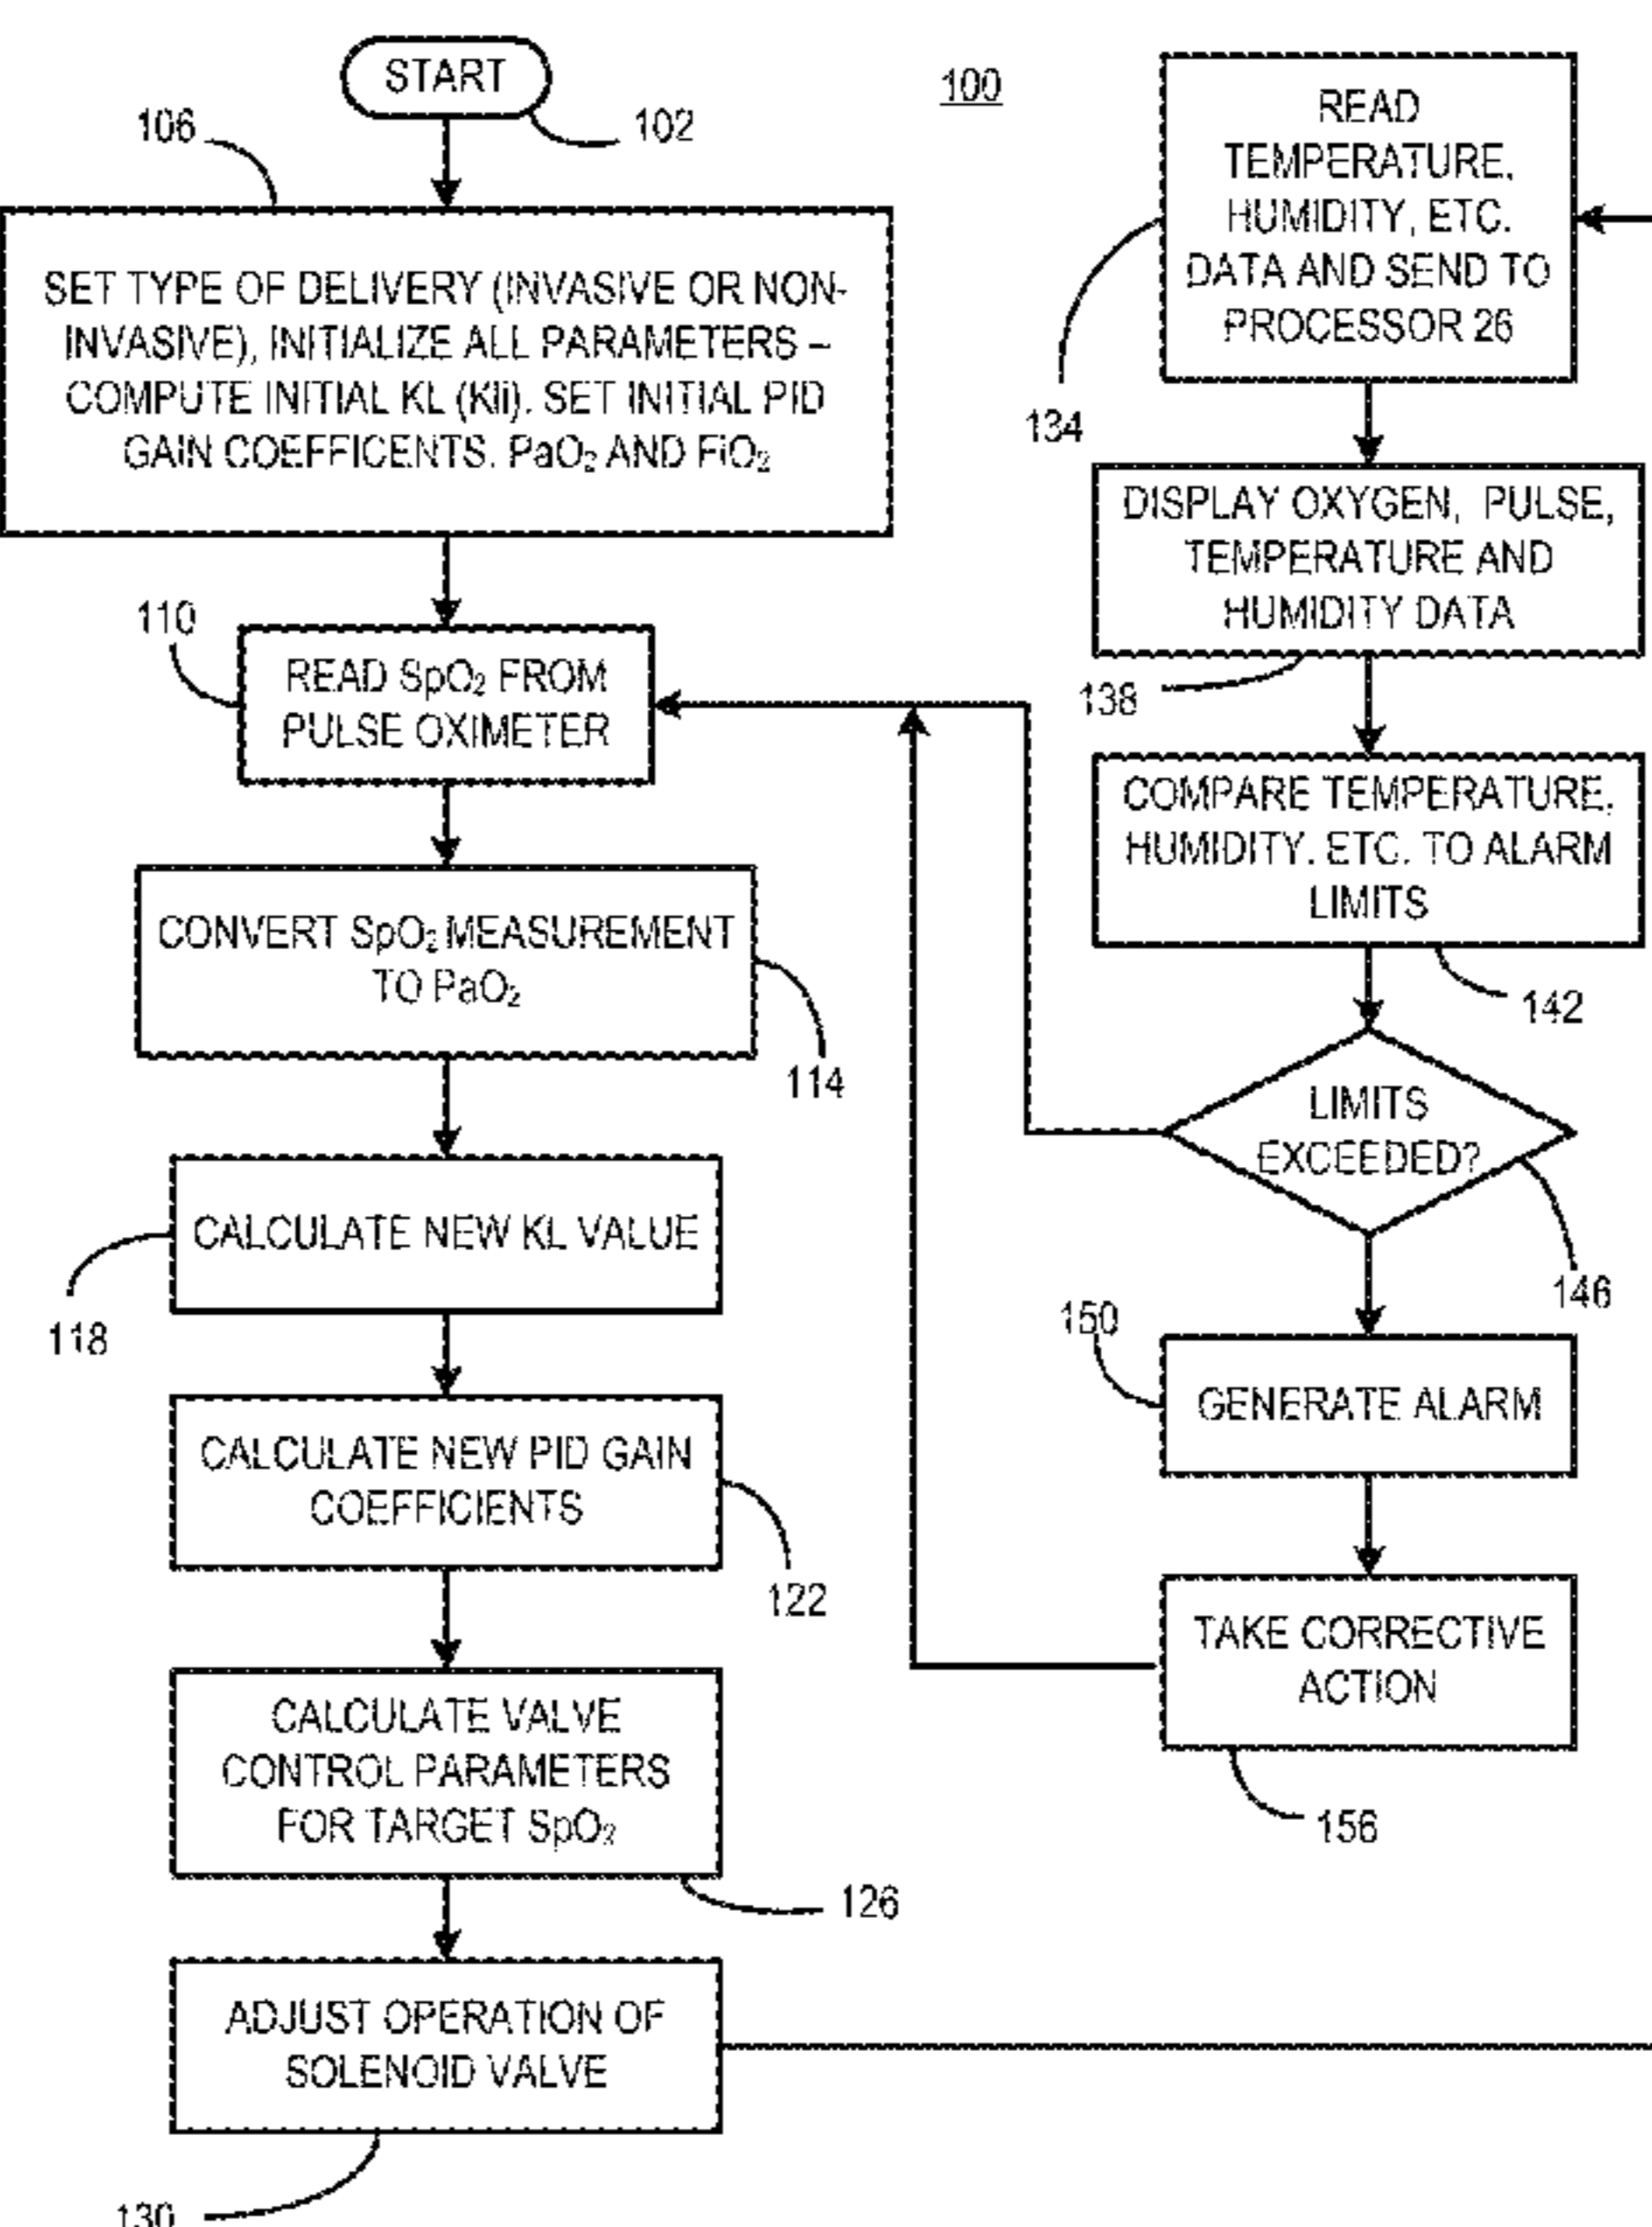 START
102
106
SET TYPE OF DELIVERY (INVASIVE OR NON-
INVASIVE), INITIALIZE ALL PARAMETERS –
COMPUTE INITIAL KL (Kli). SET INITIAL PID
GAIN COEFFICENTS. PaO₂ AND FiO₂
110
READ SpO₂ FROM
PULSE OXIMETER
CONVERT SpO₂ MEASUREMENT
TO PaO₂
114
CALCULATE NEW KL VALUE
118
CALCULATE NEW PID GAIN
COEFFICIENTS
122
CALCULATE VALVE
CONTROL PARAMETERS
FOR TARGET SpO₂
126
ADJUST OPERATION OF
SOLENOID VALVE
130
100
READ
TEMPERATURE,
HUMIDITY, ETC.
DATA AND SEND TO
PROCESSOR 26
134
DISPLAY OXYGEN, PULSE,
TEMPERATURE AND
HUMIDITY DATA
138
COMPARE TEMPERATURE,
HUMIDITY. ETC. TO ALARM
LIMITS
142
LIMITS
EXCEEDED?
146
150
GENERATE ALARM
TAKE CORRECTIVE
ACTION
156